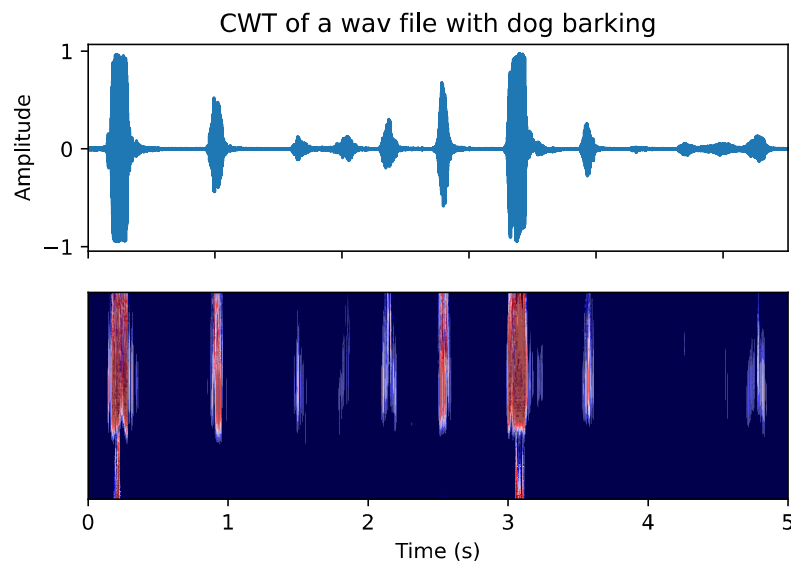 CWT of a wav file with dog barking
Amplitude
1
0
−1
0 1 2 3 4 5
Time (s)